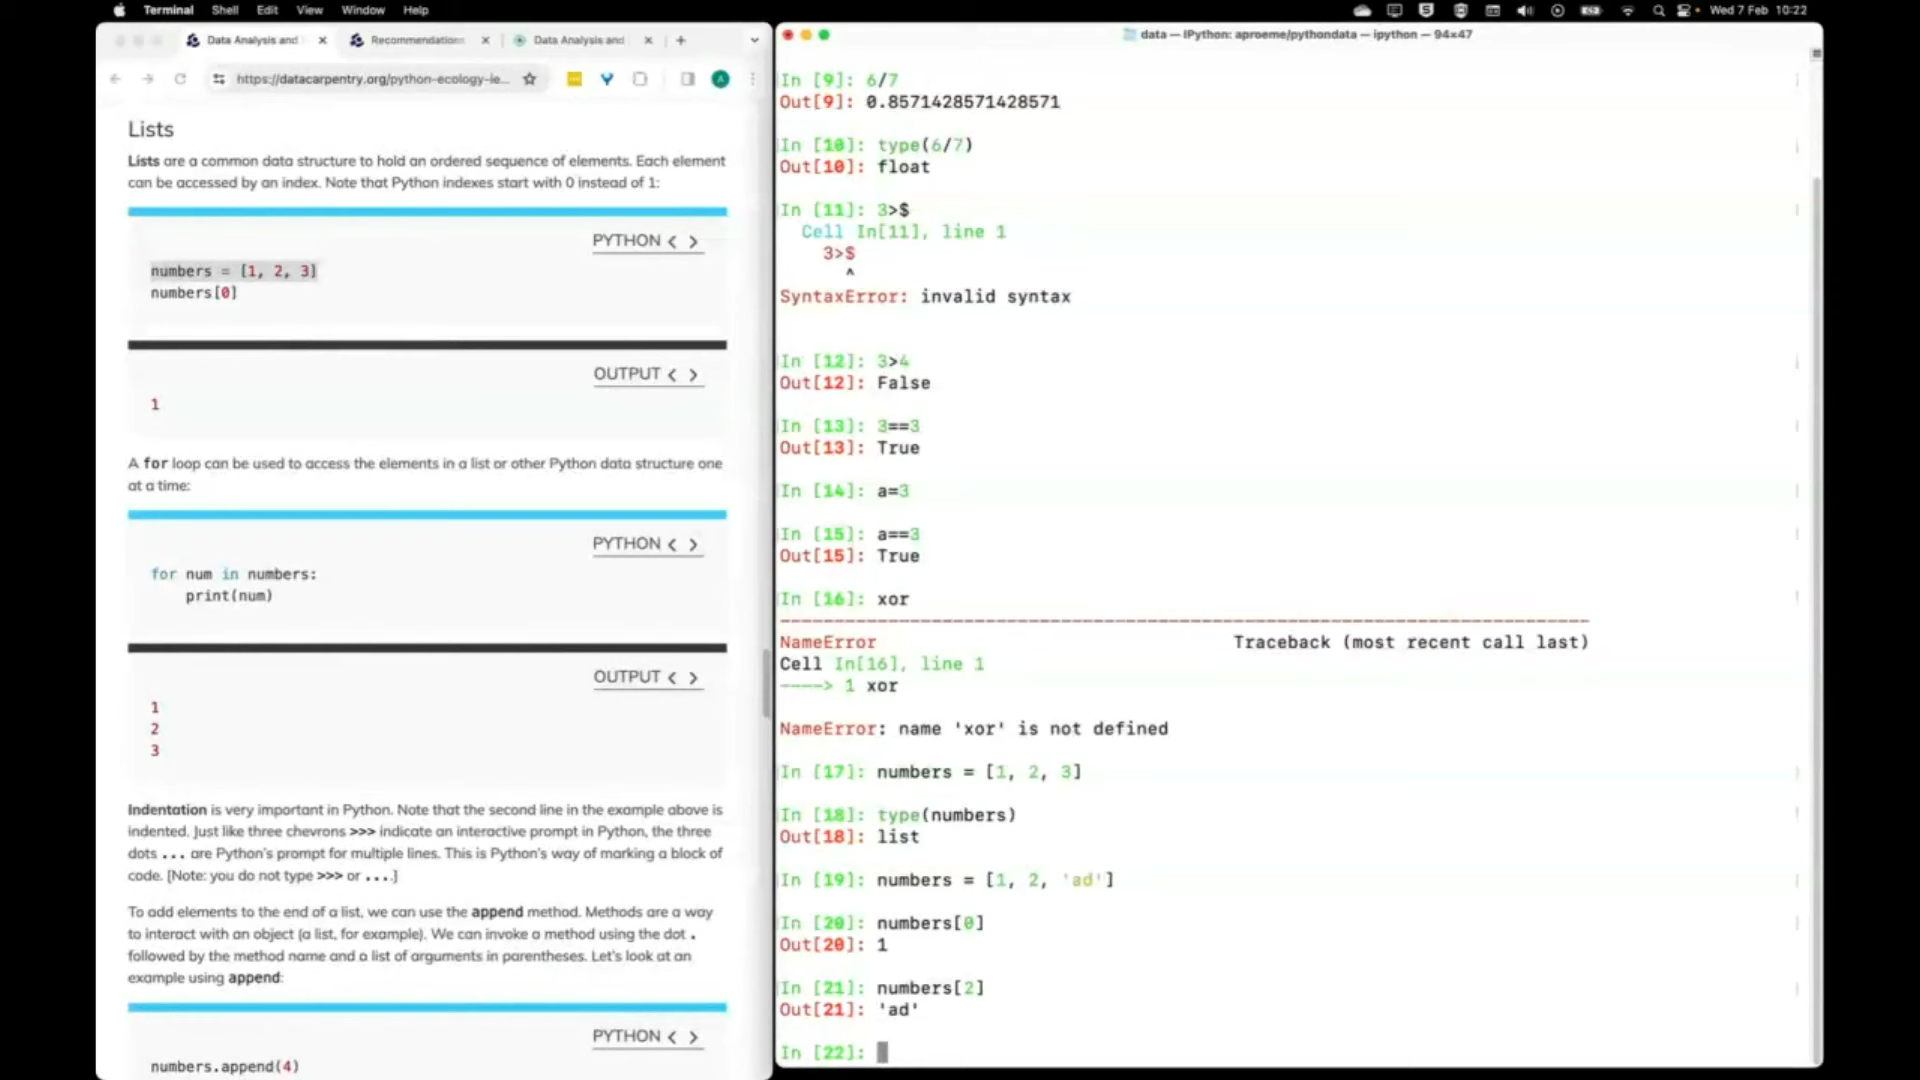 Terminal Shell Edit View Window Help
Wed 7 Feb 10:22
Data Analysis and
Recommendations
Data Analysis and
https://datacarpentry.org/python-ecology-le...
A
Lists
Lists are a common data structure to hold an ordered sequence of elements. Each element
can be accessed by an index. Note that Python indexes start with 0 instead of 1:
PYTHON < >
numbers = [1, 2, 3]
numbers[0]
OUTPUT < >
1
A for loop can be used to access the elements in a list or other Python data structure one
at a time:
PYTHON < >
for num in numbers:
print(num)
OUTPUT < >
1
2
3
Indentation is very important in Python. Note that the second line in the example above is
indented. Just like three chevrons >>> indicate an interactive prompt in Python, the three
dots ... are Python's prompt for multiple lines. This is Python's way of marking a block of
code. [Note: you do not type >>> or ....]
To add elements to the end of a list, we can use the append method. Methods are a way
to interact with an object (a list, for example). We can invoke a method using the dot .
followed by the method name and a list of arguments in parentheses. Let's look at an
example using append:
PYTHON < >
numbers.append(4)
data — IPython: aproeme/pythondata — ipython — 94×47
In [9]: 6/7
Out[9]: 0.8571428571428571
In [10]: type(6/7)
Out[10]: float
In [11]: 3>$
Cell In[11], line 1
3>$
^
SyntaxError: invalid syntax
In [12]: 3>4
Out[12]: False
In [13]: 3==3
Out[13]: True
In [14]: a=3
In [15]: a==3
Out[15]: True
In [16]: xor
---------------------------------------------------------------------------
NameError Traceback (most recent call last)
Cell In[16], line 1
----> 1 xor
NameError: name 'xor' is not defined
In [17]: numbers = [1, 2, 3]
In [18]: type(numbers)
Out[18]: list
In [19]: numbers = [1, 2, 'ad']
In [20]: numbers[0]
Out[20]: 1
In [21]: numbers[2]
Out[21]: 'ad'
In [22]: